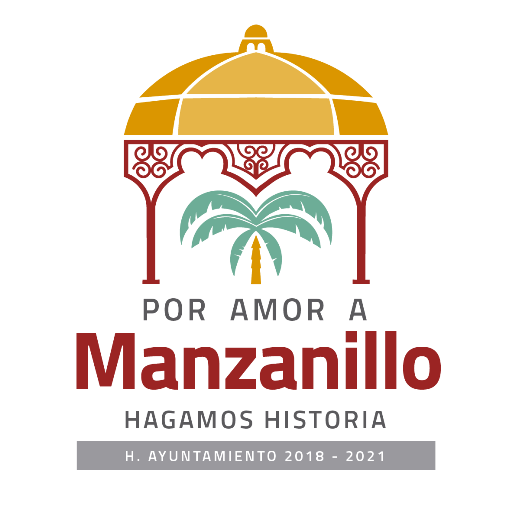 POR AMOR A
Manzanillo
HAGAMOS HISTORIA
H. AYUNTAMIENTO 2018 - 2021